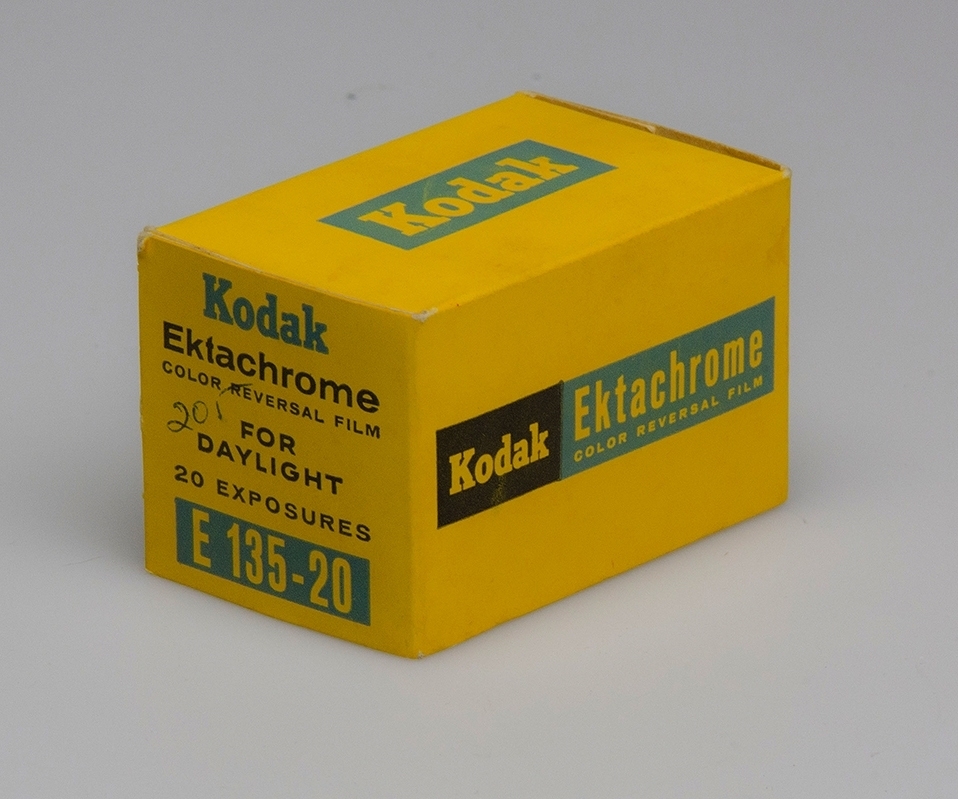 Kodak
Kodak
Ektachrome
COLOR REVERSAL FILM
20
FOR
DAYLIGHT
20 EXPOSURES
E 135-20
Kodak
Ektachrome
COLOR REVERSAL FILM